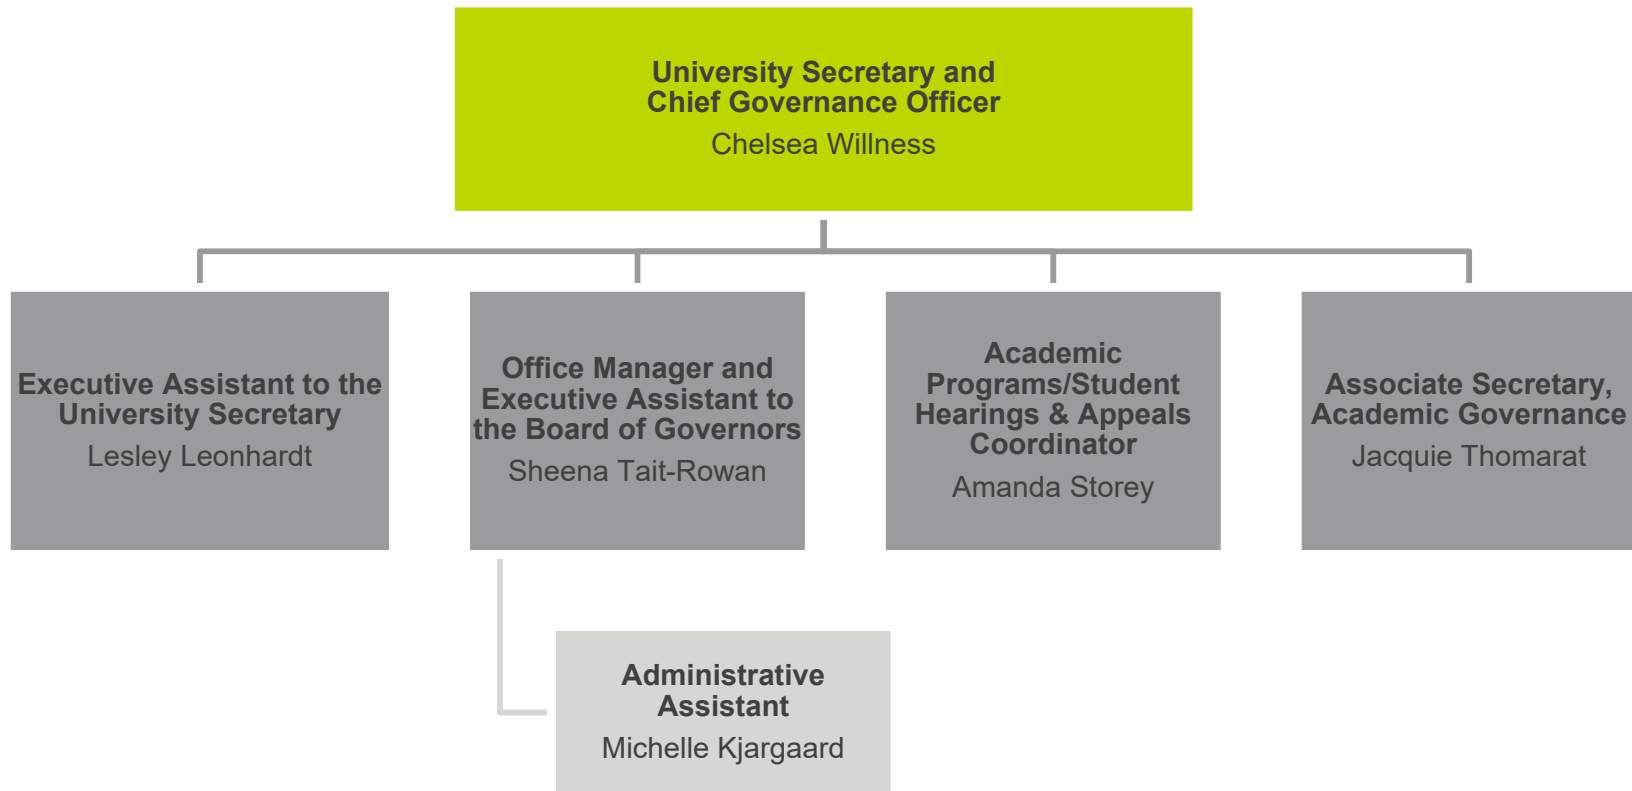 University Secretary and
Chief Governance Officer
Chelsea Willness
Executive Assistant to the
University Secretary
Lesley Leonhardt
Office Manager and
Executive Assistant to
the Board of Governors
Sheena Tait-Rowan
Academic
Programs/Student
Hearings & Appeals
Coordinator
Amanda Storey
Associate Secretary,
Academic Governance
Jacquie Thomarat
Administrative
Assistant
Michelle Kjargaard